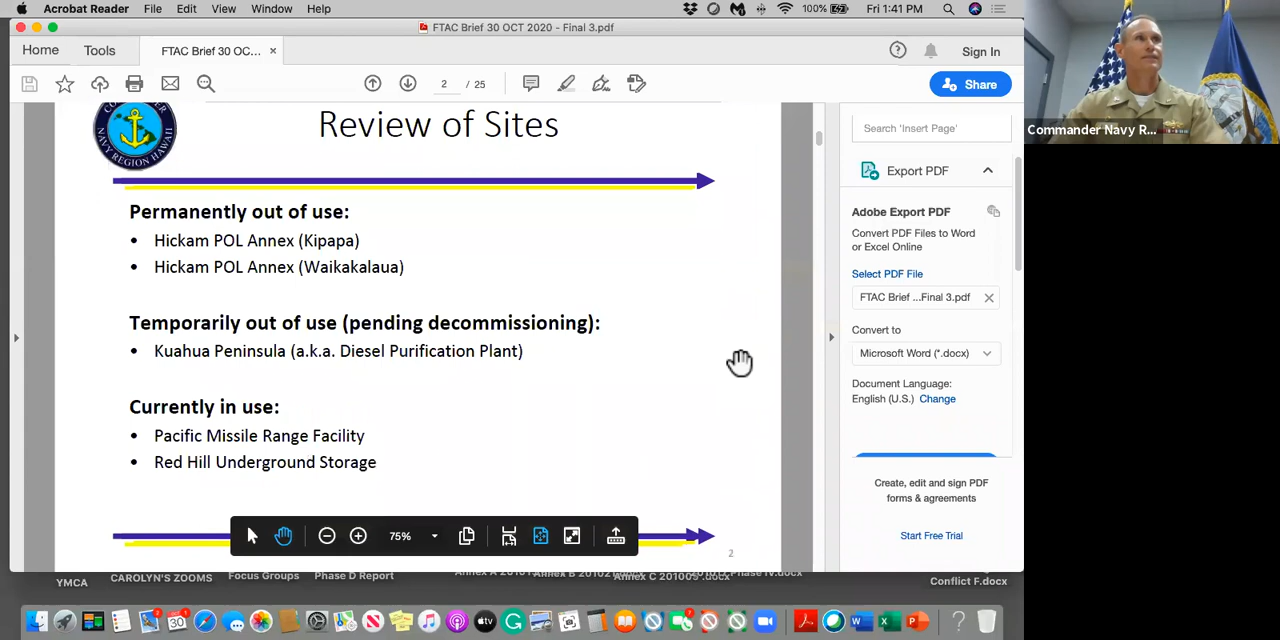 Acrobat Reader File Edit View Window Help 100% Fri 1:41 PM
FTAC Brief 30 OCT 2020 - Final 3.pdf
Home Tools FTAC Brief 30 OC... × Sign In
2 / 25 Share
NAVY REGION HAWAII
Review of Sites
Permanently out of use:
• Hickam POL Annex (Kipapa)
• Hickam POL Annex (Waikakalaua)
Temporarily out of use (pending decommissioning):
• Kuahua Peninsula (a.k.a. Diesel Purification Plant)
Currently in use:
• Pacific Missile Range Facility
• Red Hill Underground Storage
75%
2
Search 'Insert Page'
Export PDF
Adobe Export PDF
Convert PDF Files to Word
or Excel Online
Select PDF File
FTAC Brief ...Final 3.pdf
Convert to
Microsoft Word (*.docx)
Document Language:
English (U.S.) Change
Create, edit and sign PDF
forms & agreements
Start Free Trial
Commander Navy R...
YMCA CAROLYN'S ZOOMS Focus Groups Phase D Report
Conflict F.docx
30